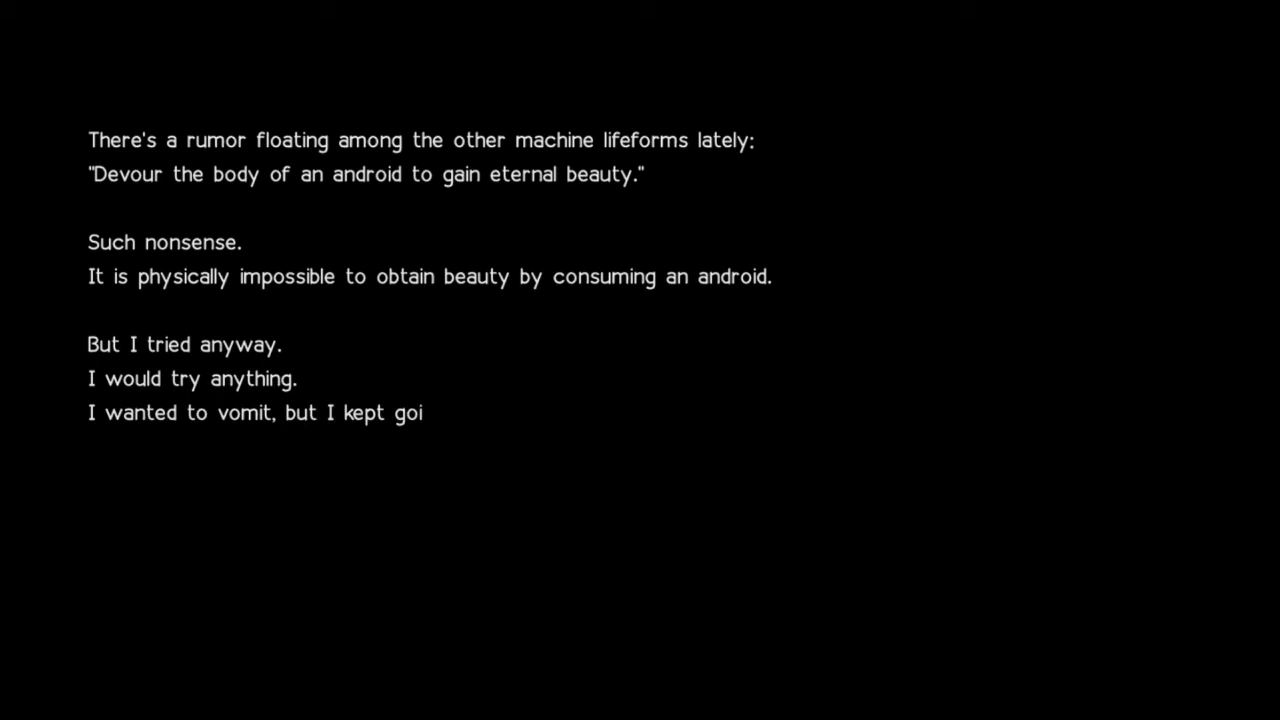 There's a rumor floating among the other machine lifeforms lately:
"Devour the body of an android to gain eternal beauty."
Such nonsense.
It is physically impossible to obtain beauty by consuming an android.
But I tried anyway.
I would try anything.
I wanted to vomit, but I kept goi